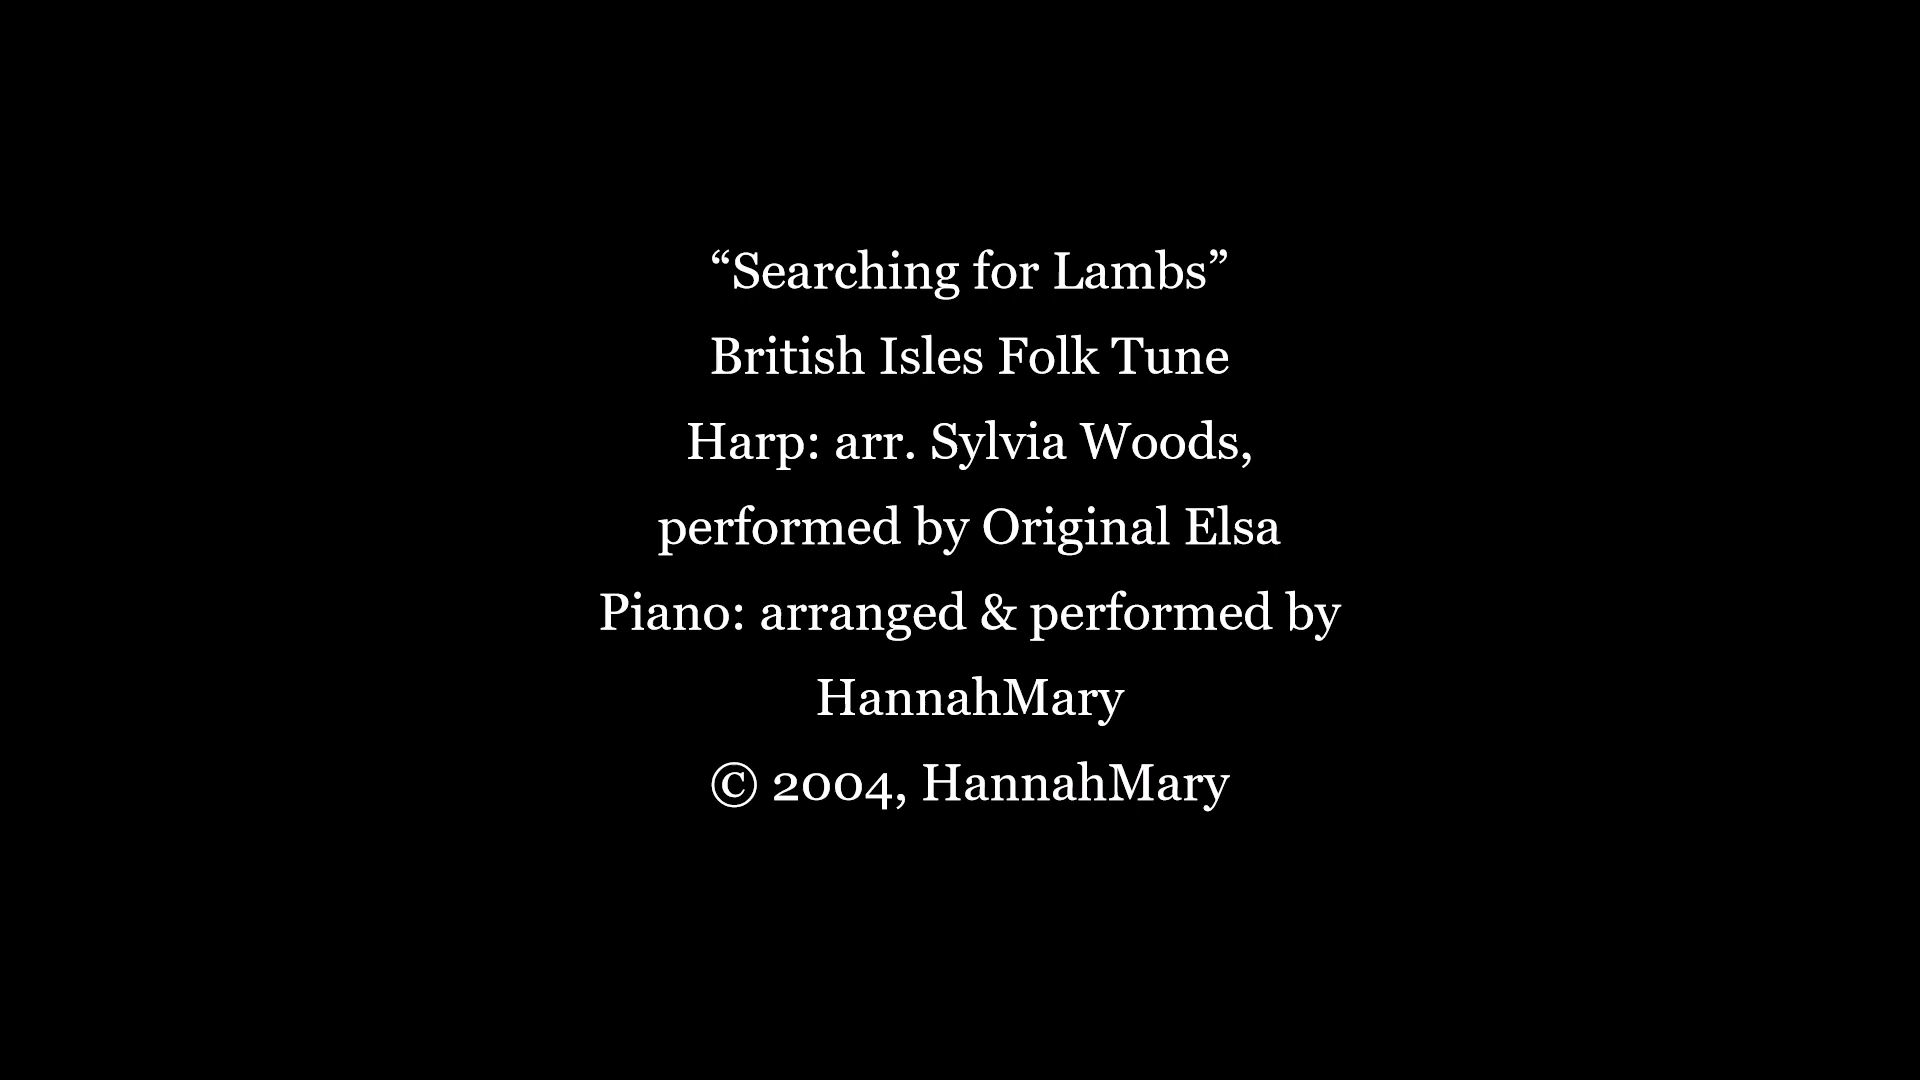 “Searching for Lambs”
British Isles Folk Tune
Harp: arr. Sylvia Woods,
performed by Original Elsa
Piano: arranged & performed by
HannahMary
© 2004, HannahMary